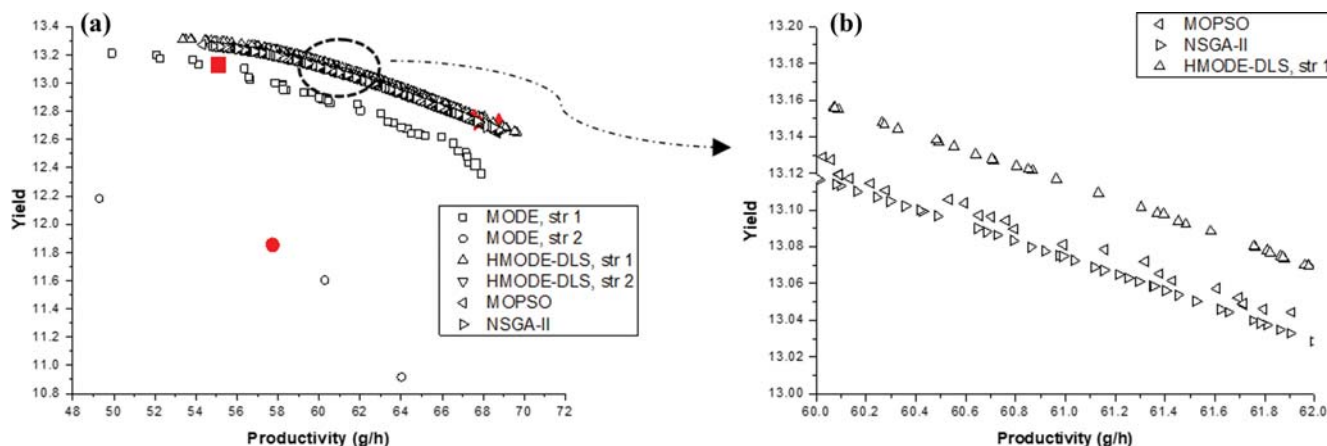 (a)
13.4
13.2
13.0
12.8
12.6
12.4
12.2
12.0
11.8
11.6
11.4
11.2
11.0
10.8
Yield
48 50 52 54 56 58 60 62 64 66 68 70 72
Productivity (g/h)
MODE, str 1
MODE, str 2
HMODE-DLS, str 1
HMODE-DLS, str 2
MOPSO
NSGA-II
(b)
13.20
13.18
13.16
13.14
13.12
13.10
13.08
13.06
13.04
13.02
13.00
Yield
60.0 60.2 60.4 60.6 60.8 61.0 61.2 61.4 61.6 61.8 62.0
Productivity (g/h)
MOPSO
NSGA-II
HMODE-DLS, str 1